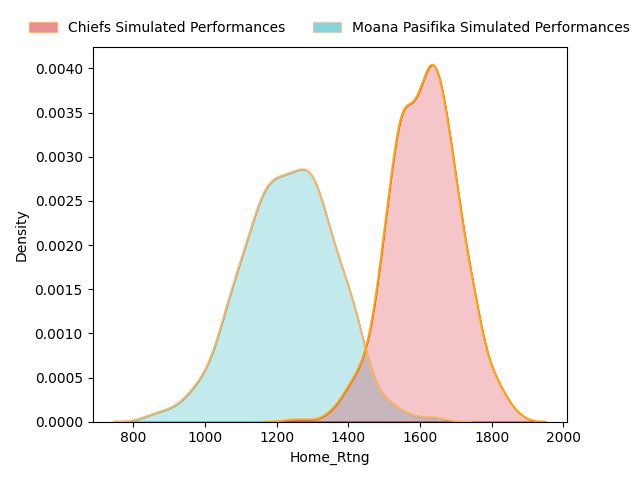 Chiefs Simulated Performances
Moana Pasifika Simulated Performances
0.0040
0.0035
0.0030
0.0025
0.0020
0.0015
0.0010
0.0005
0.0000
Density
800 1000 1200 1400 1600 1800 2000
Home_Rtng